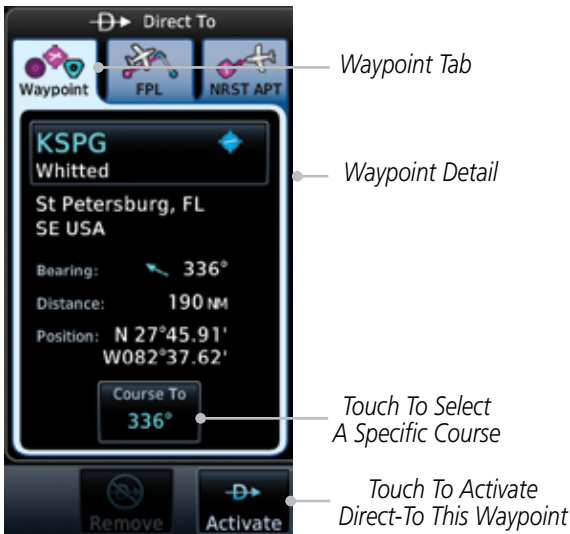 Direct To
Waypoint
FPL
NRST APT
Waypoint Tab
KSPG
Whitted
Waypoint Detail
St Petersburg, FL
SE USA
Bearing: 336°
Distance: 190 NM
Position: N 27°45.91'
W082°37.62'
Course To
336°
Touch To Select
A Specific Course
Remove
Activate
Touch To Activate
Direct-To This Waypoint